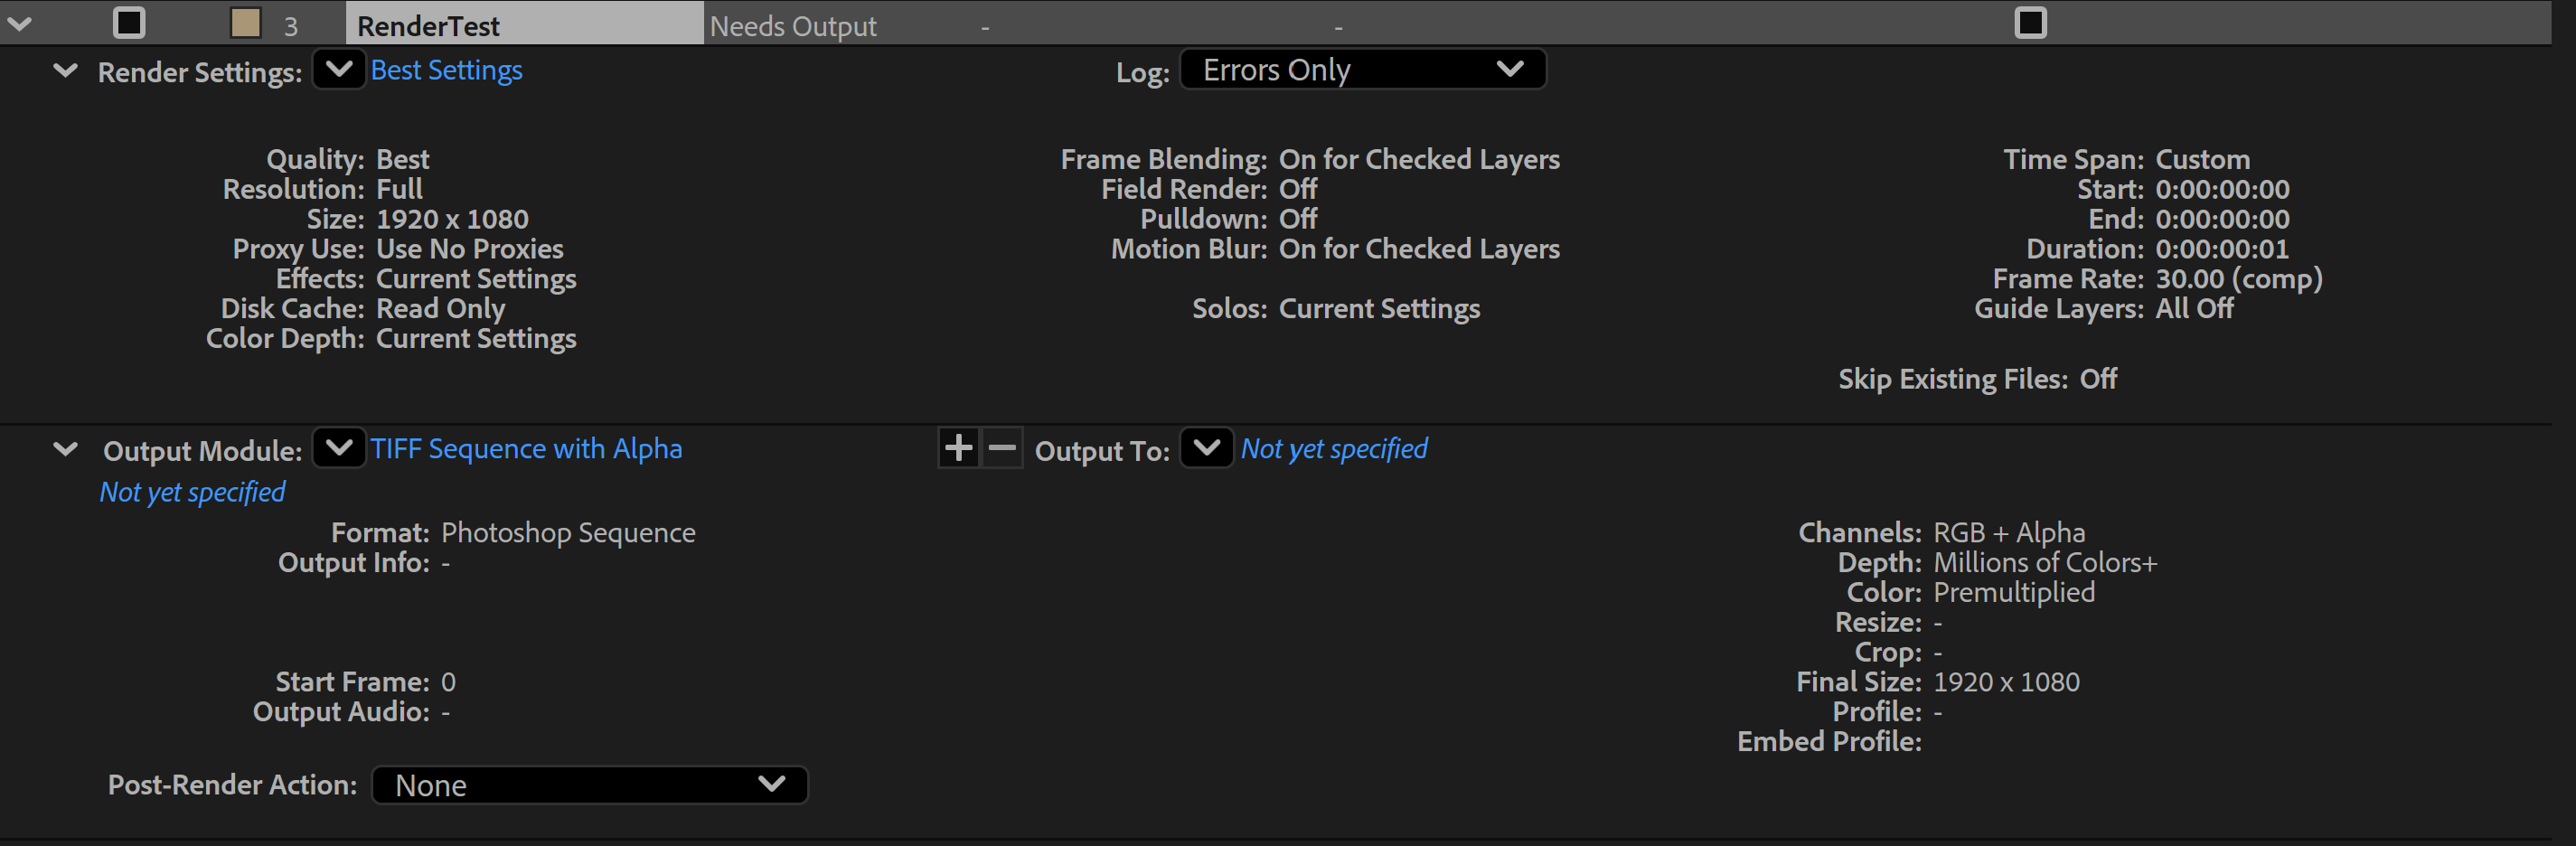 3 RenderTest Needs Output - -
Render Settings: Best Settings Log: Errors Only
Quality: Best
Resolution: Full
Size: 1920 x 1080
Proxy Use: Use No Proxies
Effects: Current Settings
Disk Cache: Read Only
Color Depth: Current Settings
Frame Blending: On for Checked Layers
Field Render: Off
Pulldown: Off
Motion Blur: On for Checked Layers
Solos: Current Settings
Time Span: Custom
Start: 0:00:00:00
End: 0:00:00:00
Duration: 0:00:00:01
Frame Rate: 30.00 (comp)
Guide Layers: All Off
Skip Existing Files: Off
Output Module: TIFF Sequence with Alpha + - Output To: Not yet specified
Not yet specified
Format: Photoshop Sequence
Output Info: -
Start Frame: 0
Output Audio: -
Channels: RGB + Alpha
Depth: Millions of Colors+
Color: Premultiplied
Resize: -
Crop: -
Final Size: 1920 x 1080
Profile: -
Embed Profile:
Post-Render Action: None